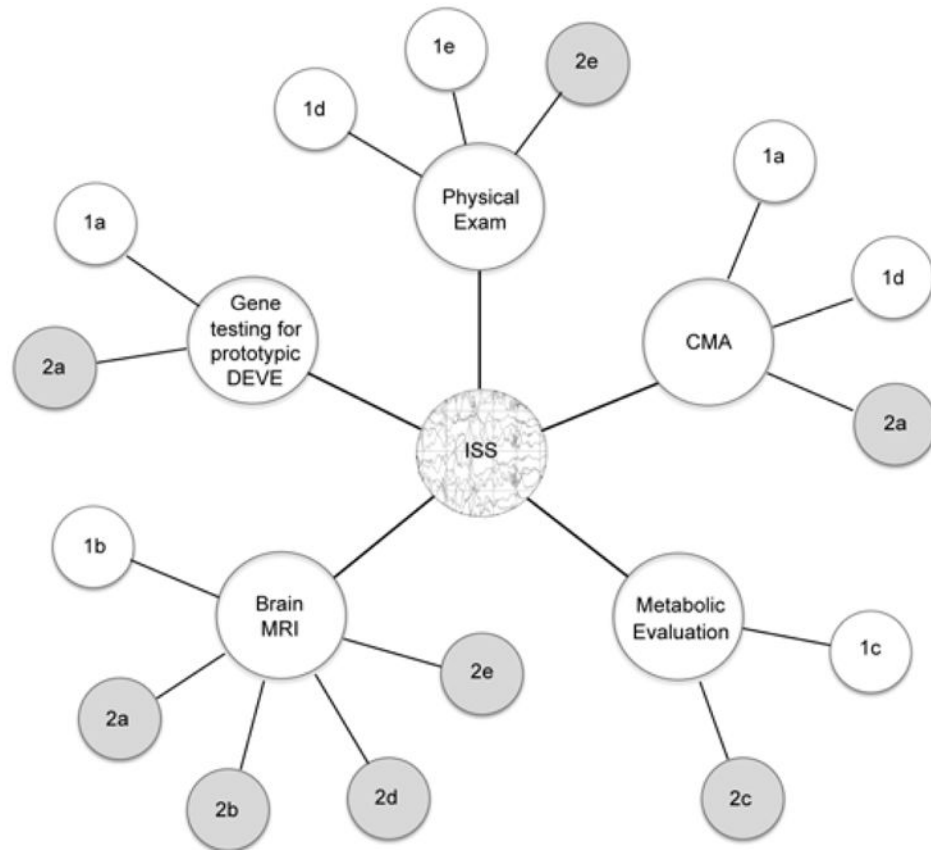 1e
2e
1d
Physical
Exam
1a
1a
1d
Gene
testing for
prototypic
DEVE
CMA
2a
2a
ISS
1b
Brain
MRI
Metabolic
Evaluation
1c
2e
2a
2b
2d
2c